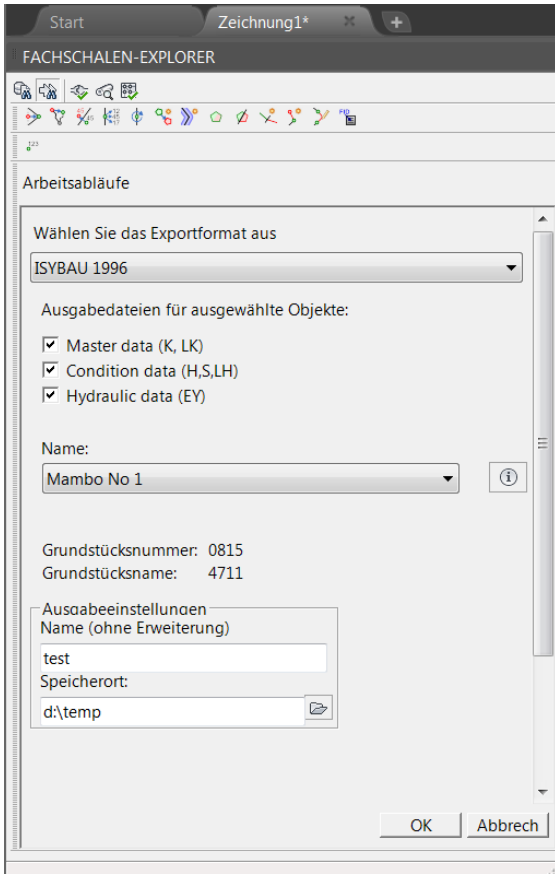 Start Zeichnung1*
FACHSCHALEN-EXPLORER
Arbeitsabläufe
Wählen Sie das Exportformat aus
ISYBAU 1996
Ausgabedateien für ausgewählte Objekte:
Master data (K, LK)
Condition data (H,S,LH)
Hydraulic data (EY)
Name:
Mambo No 1
Grundstücksnummer: 0815
Grundstücksname: 4711
Ausgabeeinstellungen
Name (ohne Erweiterung)
test
Speicherort:
d:\temp
OK Abbrech